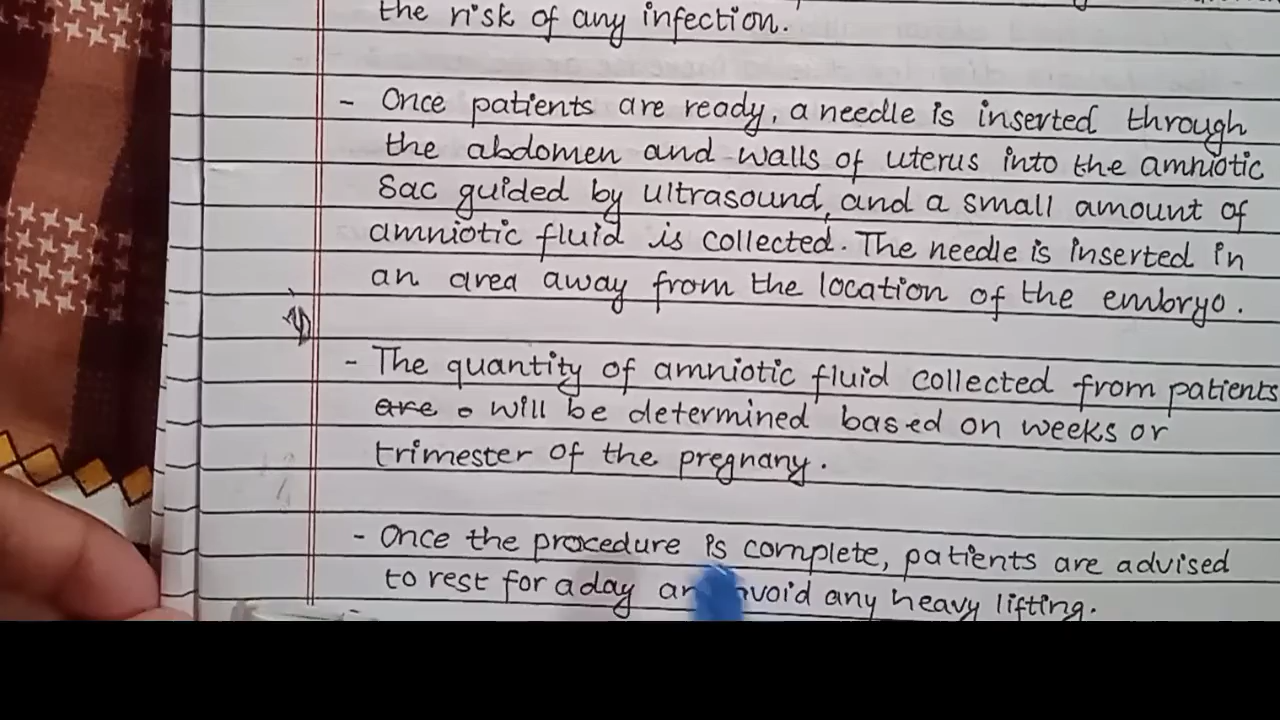 the risk of any infection.
- Once patients are ready, a needle is inserted through
the abdomen and walls of uterus into the amniotic
Sac guided by ultrasound, and a small amount of
amniotic fluid is collected. The needle is inserted in
an area away from the location of the embryo.
- The quantity of amniotic fluid collected from patients
are will be determined based on weeks or
trimester of the pregnany.
- Once the procedure is complete, patients are advised
to rest for a day any heavy lifting.